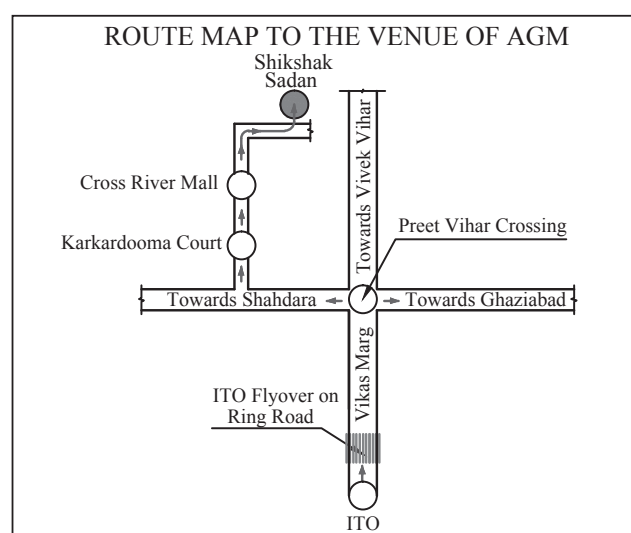 ROUTE MAP TO THE VENUE OF AGM
Shikshak
Sadan
Cross River Mall
Karkardooma Court
Towards Vivek Vihar
Preet Vihar Crossing
Towards Shahdara
Towards Ghaziabad
Vikas Marg
ITO Flyover on
Ring Road
ITO